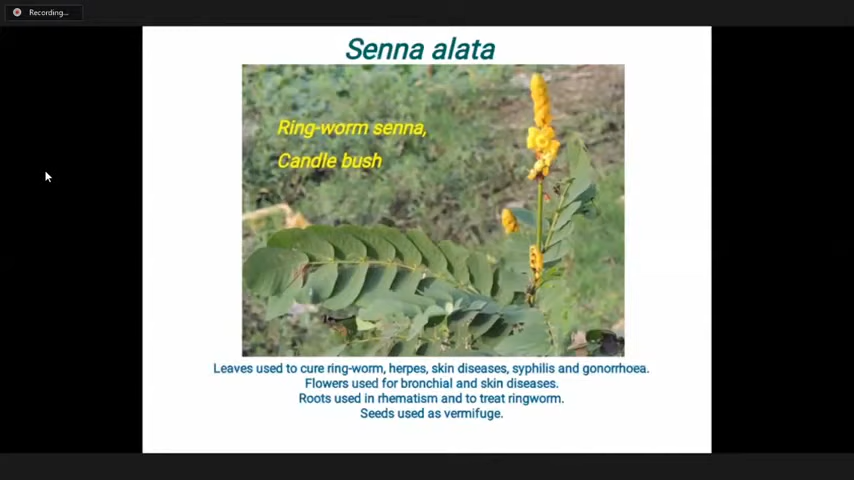 Recording...
Senna alata
Ring-worm senna,
Candle bush
Leaves used to cure ring-worm, herpes, skin diseases, syphilis and gonorrhoea.
Flowers used for bronchial and skin diseases.
Roots used in rhematism and to treat ringworm.
Seeds used as vermifuge.